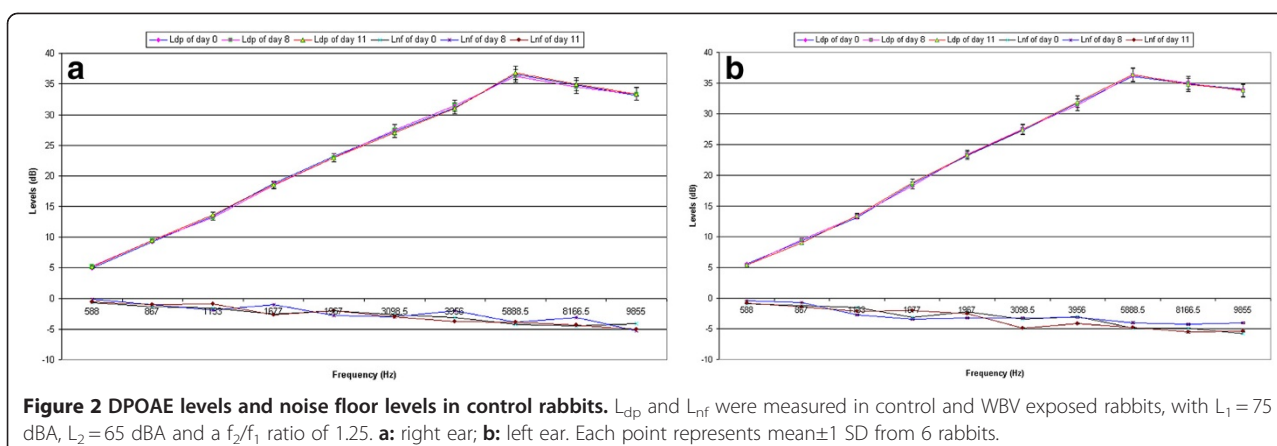 Ldp of day 0 Ldp of day 8 Ldp of day 11 Lnf of day 0 Lnf of day 8 Lnf of day 11
a
40
35
30
25
20
15
10
5
0
-5
-10
Levels (dB)
588 867 1153 1677 1957 3098.5 3956 5888.5 8166.5 9855
Frequency (Hz)
Ldp of day 0 Ldp of day 8 Ldp of day 11 Lnf of day 0 Lnf of day 8 Lnf of day 11
b
40
35
30
25
20
15
10
5
0
-5
-10
Levels (dB)
588 867 1677 3098.5 3956 5888.5 8166.5 9855
Frequency (Hz)
Figure 2 DPOAE levels and noise floor levels in control rabbits. Ldp and Lnf were measured in control and WBV exposed rabbits, with L1 = 75
dBA, L2 = 65 dBA and a f2/f1 ratio of 1.25. a: right ear; b: left ear. Each point represents mean±1 SD from 6 rabbits.